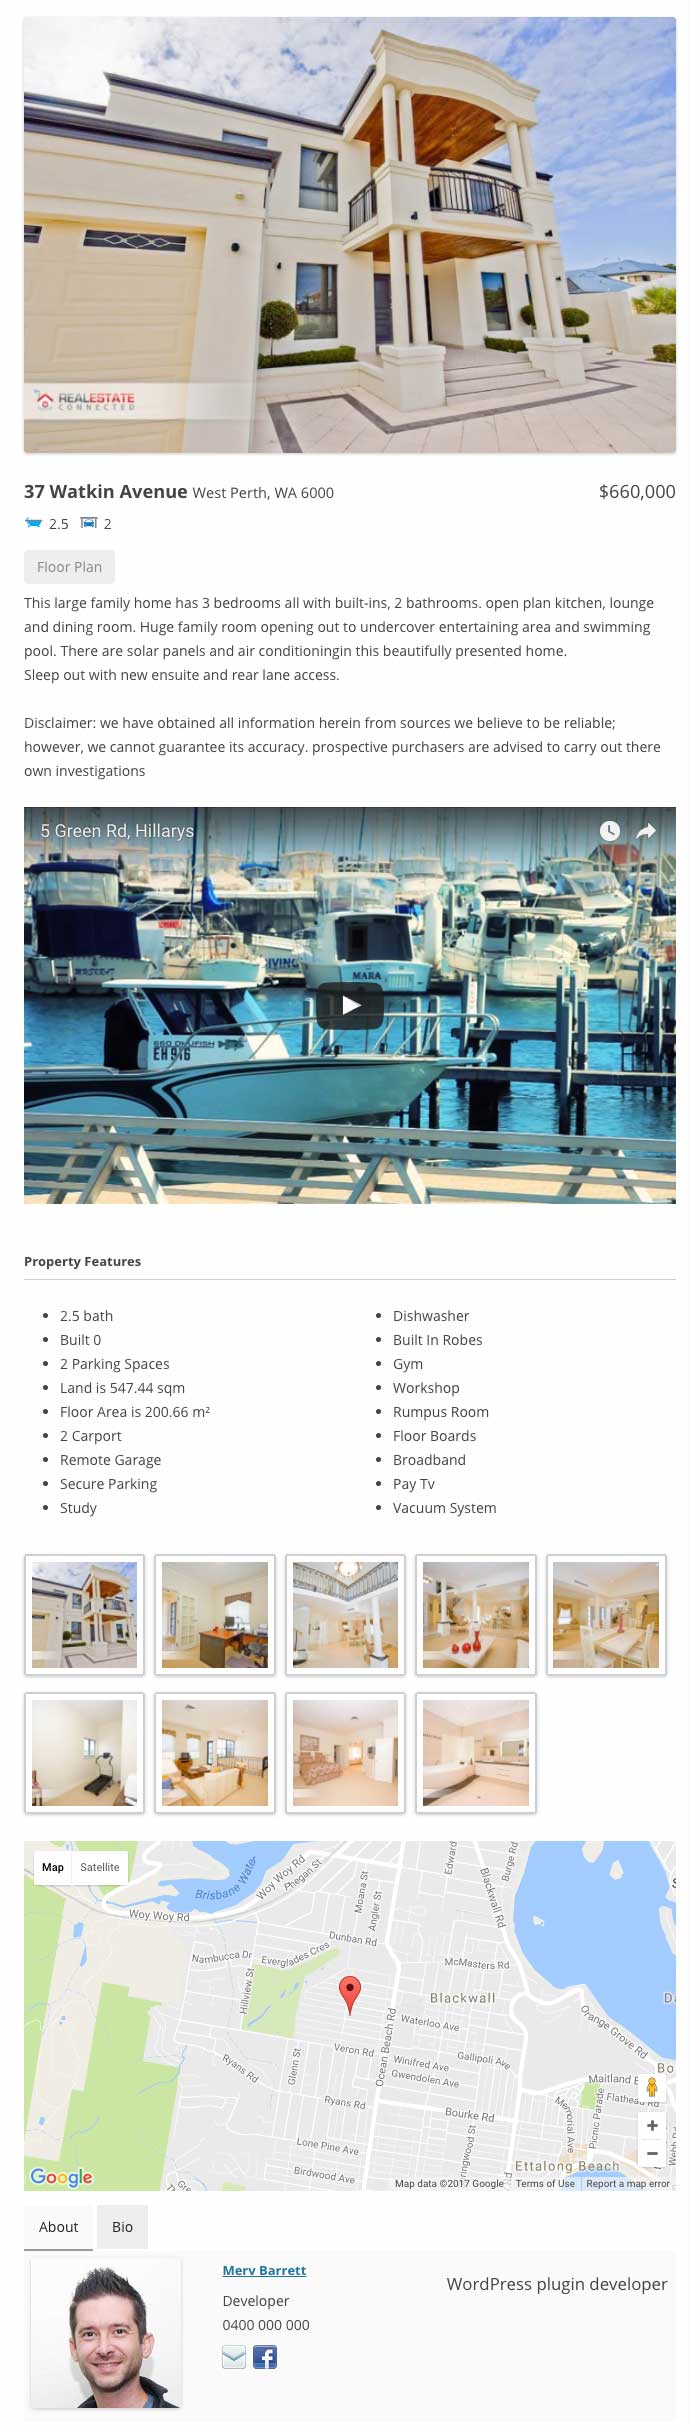 REALESTATE
CONNECTED
37 Watkin Avenue West Perth, WA 6000
$660,000
2.5 2
Floor Plan
This large family home has 3 bedrooms all with built-ins, 2 bathrooms. open plan kitchen, lounge
and dining room. Huge family room opening out to undercover entertaining area and swimming
pool. There are solar panels and air conditioningin this beautifully presented home.
Sleep out with new ensuite and rear lane access.
Disclaimer: we have obtained all information herein from sources we believe to be reliable;
however, we cannot guarantee its accuracy. prospective purchasers are advised to carry out there
own investigations
5 Green Rd, Hillarys
MARA
EH 916
Property Features
2.5 bath
Built 0
2 Parking Spaces
Land is 547.44 sqm
Floor Area is 200.66 m²
2 Carport
Remote Garage
Secure Parking
Study
Dishwasher
Built In Robes
Gym
Workshop
Rumpus Room
Floor Boards
Broadband
Pay Tv
Vacuum System
Map Satellite
Brisbane Water
Woy Woy Rd
Phegan St
Woy Woy Rd
Moana St
Angler St
Edward
Burge Rd
Blackwall Rd
Dunban Rd
Nambucca Dr
Everglades Cres
McMasters Rd
Hillview St
Blackwall
Waterloo Ave
Orange Grove Rd
Ocean Beach Rd
Veron Rd
Glenn St
Winifred Ave
Gallipoli Ave
Gwendolen Ave
Ryans Rd
Maitland
Flathead Rd
Ryans Rd
Bourke Rd
Memorial Ave
Picnic Parade
Lone Pine Ave
Birdwood Ave
Ettalong Beach
Google
Map data ©2017 Google Terms of Use Report a map error
About Bio
Merv Barrett
Developer
0400 000 000
WordPress plugin developer